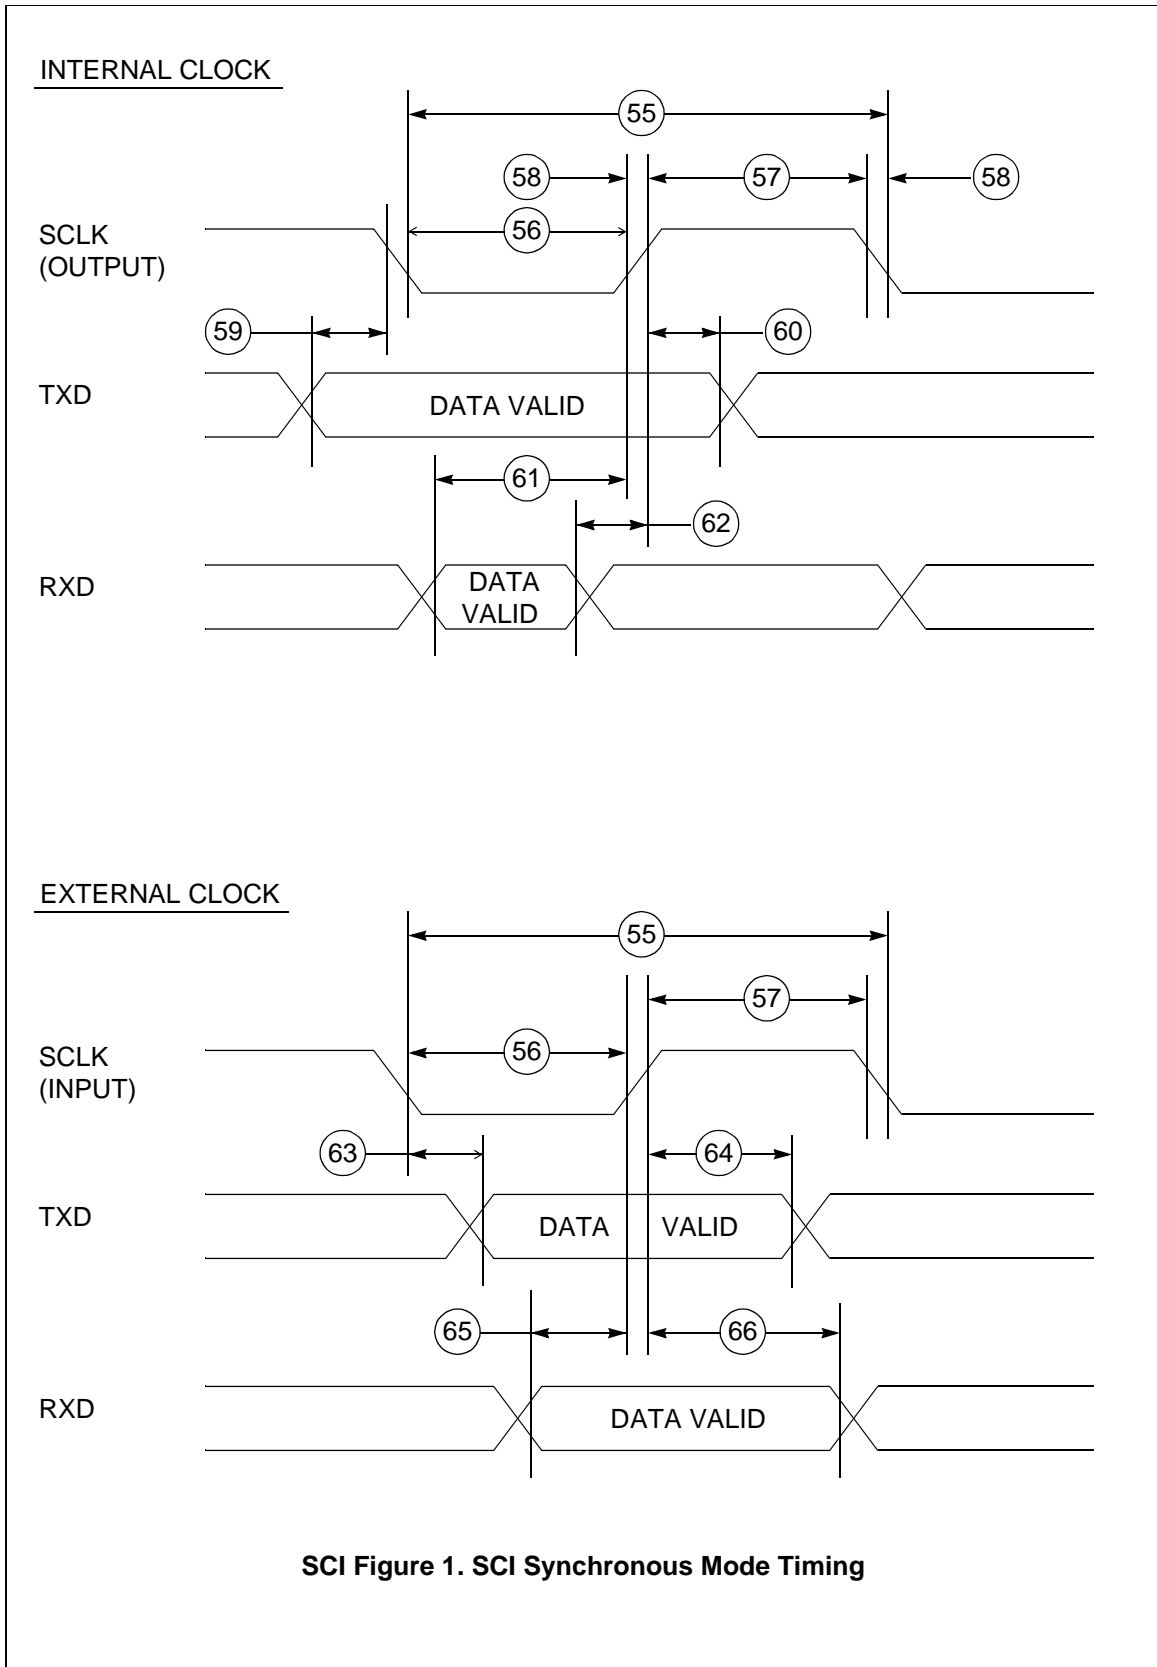 INTERNAL CLOCK
55
58
57
58
56
SCLK
(OUTPUT)
59
60
TXD
DATA VALID
61
62
RXD
DATA
VALID
EXTERNAL CLOCK
55
57
56
SCLK
(INPUT)
63
64
TXD
DATA VALID
65
66
RXD
DATA VALID
SCI Figure 1. SCI Synchronous Mode Timing